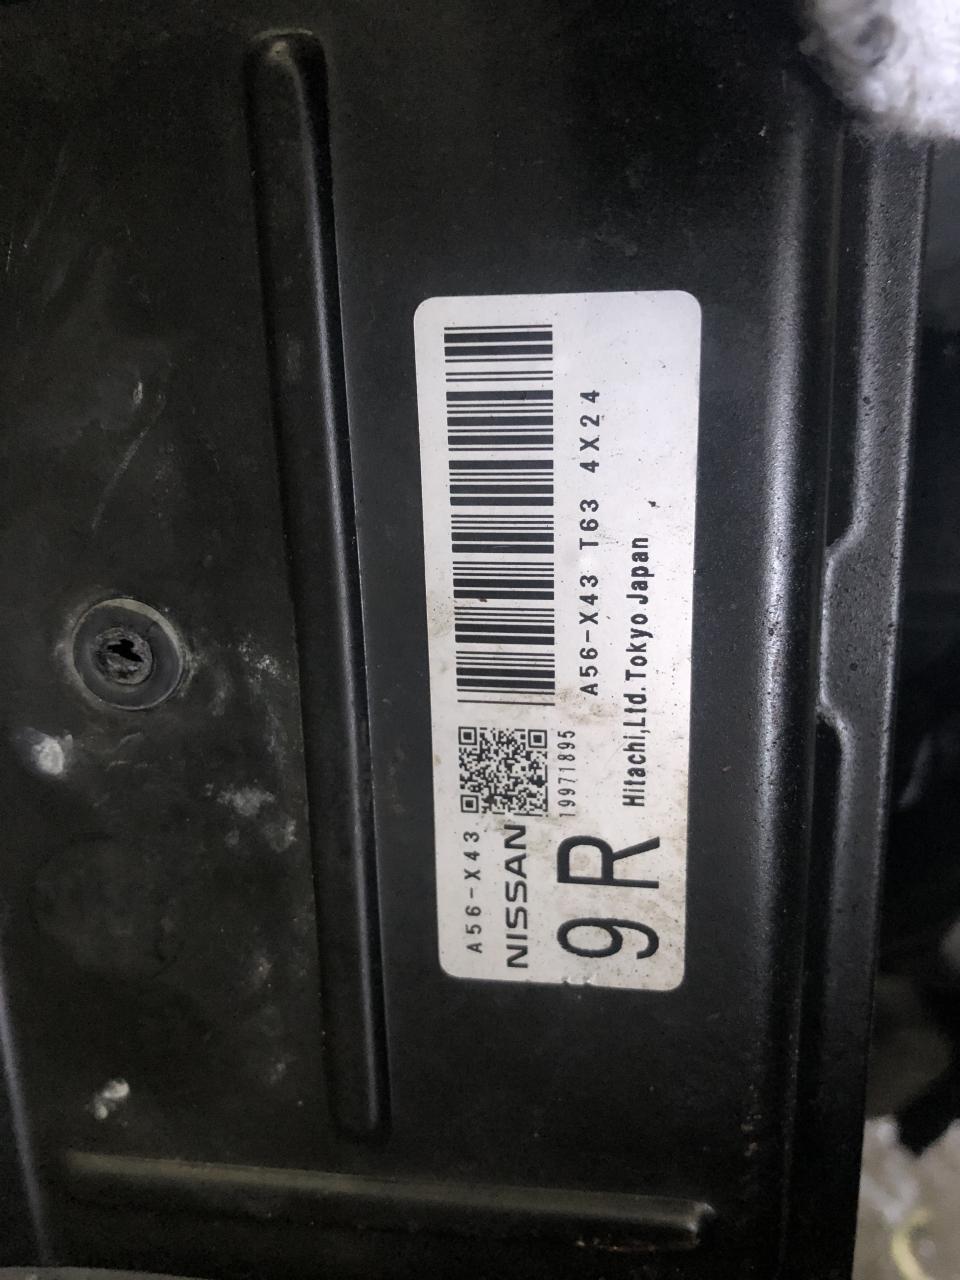 A56-X43
NISSAN
9R
19971895
A56-X43 T63 4X24
Hitachi,Ltd.Tokyo Japan